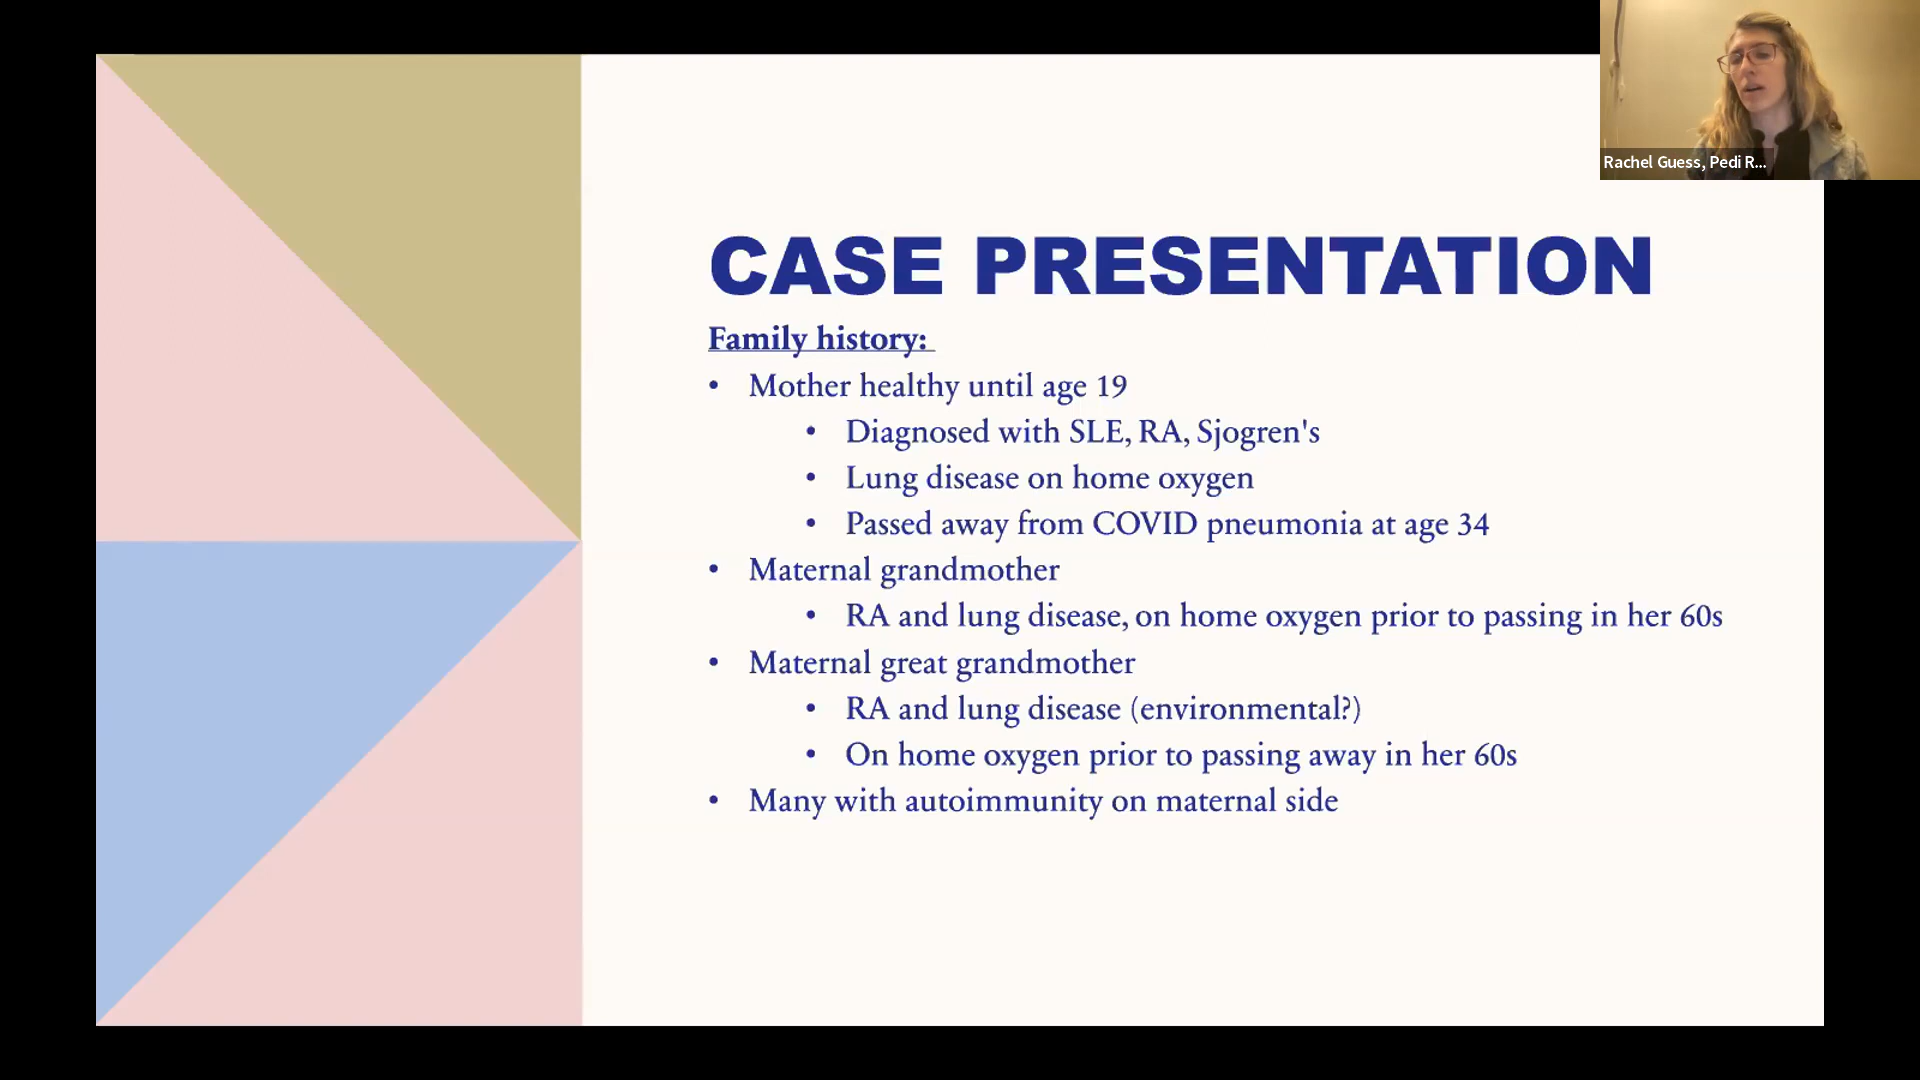 Rachel Guess, Pedi R...
CASE PRESENTATION
Family history:
• Mother healthy until age 19
• Diagnosed with SLE, RA, Sjogren's
• Lung disease on home oxygen
• Passed away from COVID pneumonia at age 34
• Maternal grandmother
• RA and lung disease, on home oxygen prior to passing in her 60s
• Maternal great grandmother
• RA and lung disease (environmental?)
• On home oxygen prior to passing away in her 60s
• Many with autoimmunity on maternal side